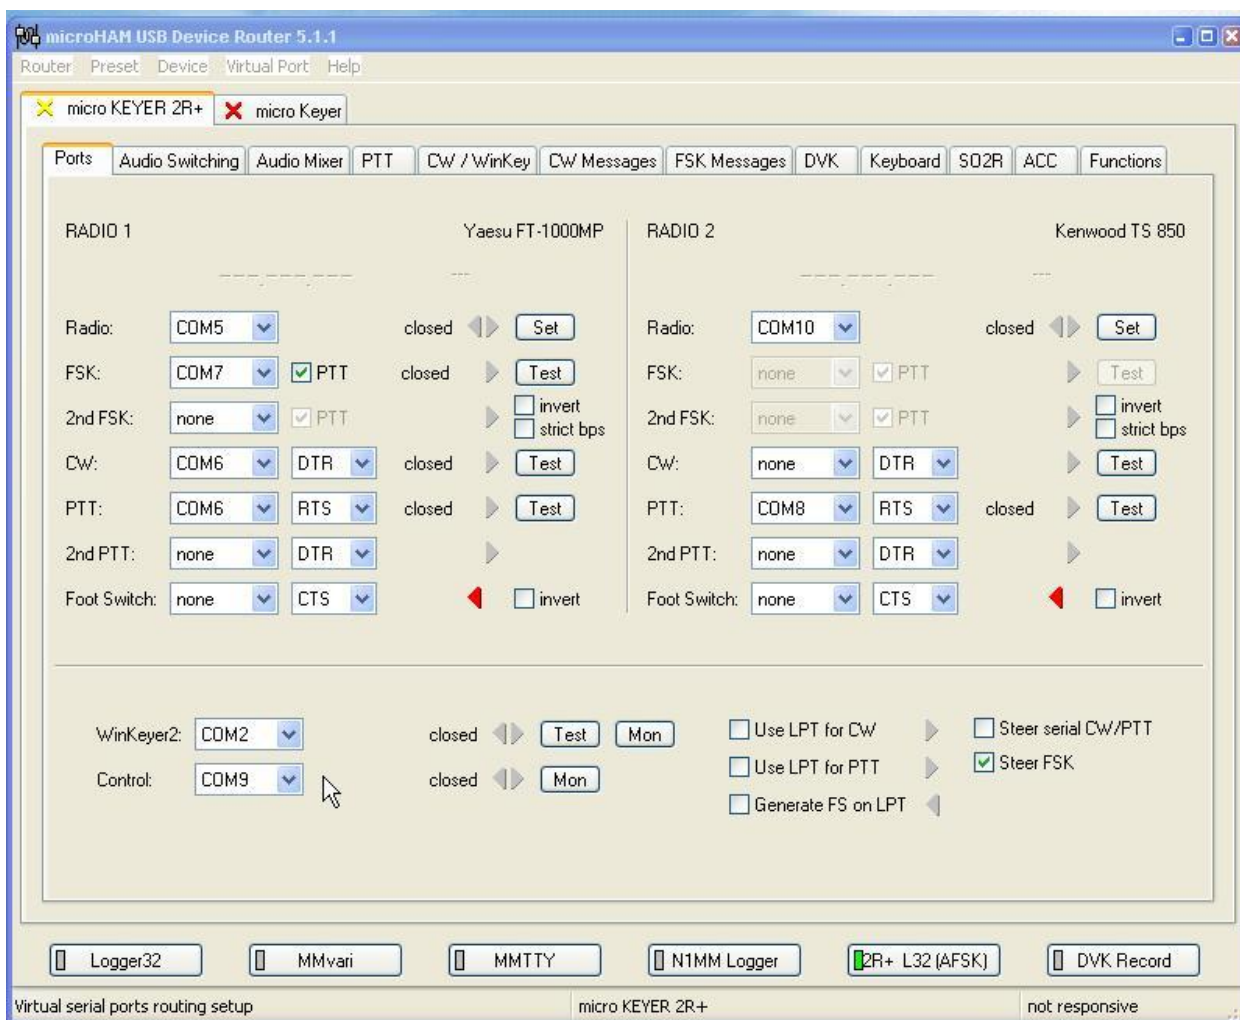 microHAM USB Device Router 5.1.1
Router Preset Device Virtual Port Help
micro KEYER 2R+ micro Keyer
Ports Audio Switching Audio Mixer PTT CW / WinKey CW Messages FSK Messages DVK Keyboard SO2R ACC Functions
RADIO 1 Yaesu FT-1000MP RADIO 2 Kenwood TS 850
---.---.--- --- ---.---.--- ---
Radio: COM5 closed Set Radio: COM10 closed Set
FSK: COM7 PTT closed Test FSK: none PTT Test
2nd FSK: none PTT invert strict bps 2nd FSK: none PTT invert strict bps
CW: COM6 DTR closed Test CW: none DTR Test
PTT: COM6 RTS closed Test PTT: COM8 RTS closed Test
2nd PTT: none DTR 2nd PTT: none DTR
Foot Switch: none CTS invert Foot Switch: none CTS invert
WinKeyer2: COM2 closed Test Mon Use LPT for CW Steer serial CW/PTT
Control: COM9 closed Mon Use LPT for PTT Steer FSK
Generate FS on LPT
Logger32 MMvari MMTTY N1MM Logger 2R+ L32 (AFSK) DVK Record
Virtual serial ports routing setup micro KEYER 2R+ not responsive